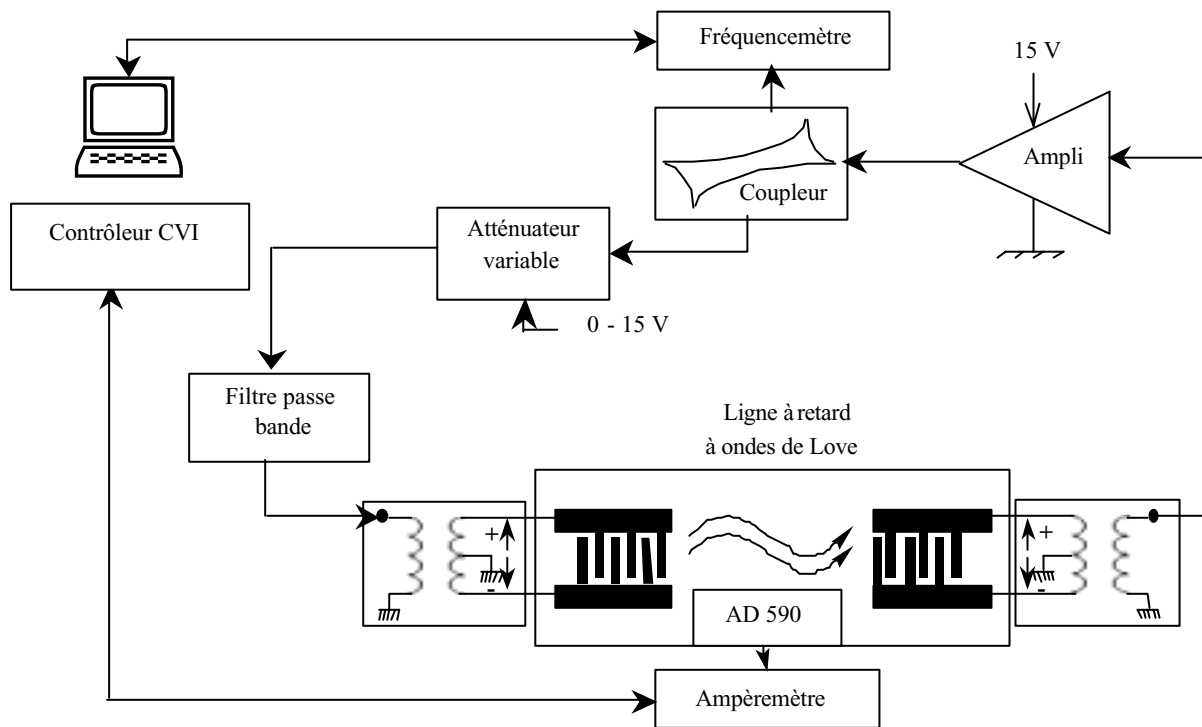 Fréquencemètre
15 V
Ampli
Coupleur
Contrôleur CVI
Atténuateur
variable
0 - 15 V
Filtre passe
bande
Ligne à retard
à ondes de Love
+
-
+
-
AD 590
Ampèremètre